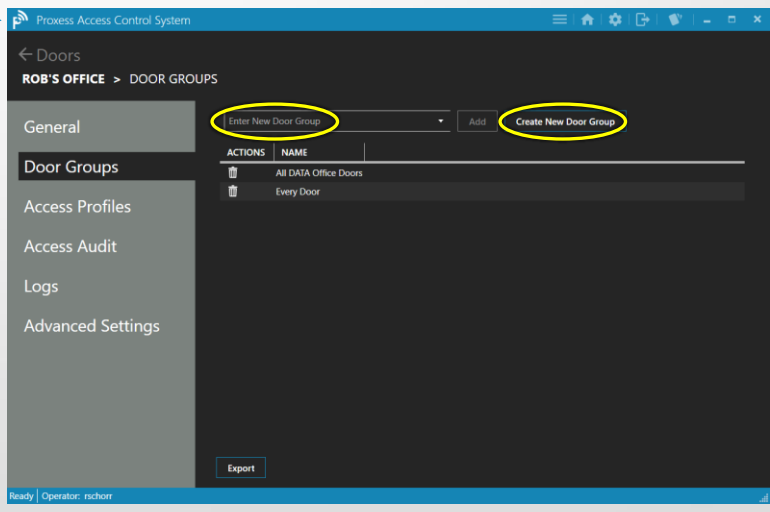 Proxess Access Control System
Doors
ROB'S OFFICE > DOOR GROUPS
General
Door Groups
Access Profiles
Access Audit
Logs
Advanced Settings
Enter New Door Group Add Create New Door Group
ACTIONS NAME
All DATA Office Doors
Every Door
Export
Ready Operator: rschorr